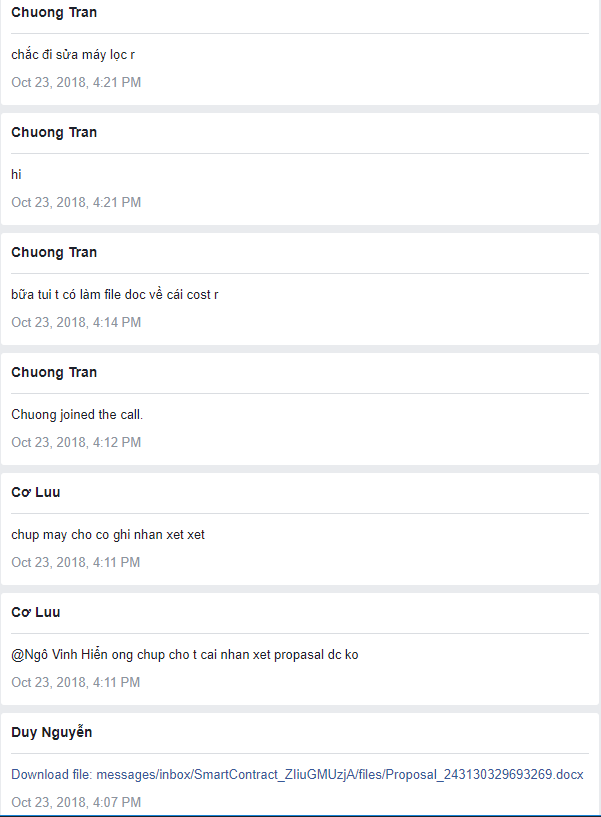 Chuong Tran
chắc đi sửa máy lọc r
Oct 23, 2018, 4:21 PM
Chuong Tran
hi
Oct 23, 2018, 4:21 PM
Chuong Tran
bữa tui t có làm file doc về cái cost r
Oct 23, 2018, 4:14 PM
Chuong Tran
Chuong joined the call.
Oct 23, 2018, 4:12 PM
Cơ Luu
chup may cho co ghi nhan xet xet
Oct 23, 2018, 4:11 PM
Cơ Luu
@Ngô Vinh Hiển ong chup cho t cai nhan xet propasal dc ko
Oct 23, 2018, 4:11 PM
Duy Nguyễn
Download file: messages/inbox/SmartContract_ZIiuGMUzjA/files/Proposal_243130329693269.docx
Oct 23, 2018, 4:07 PM